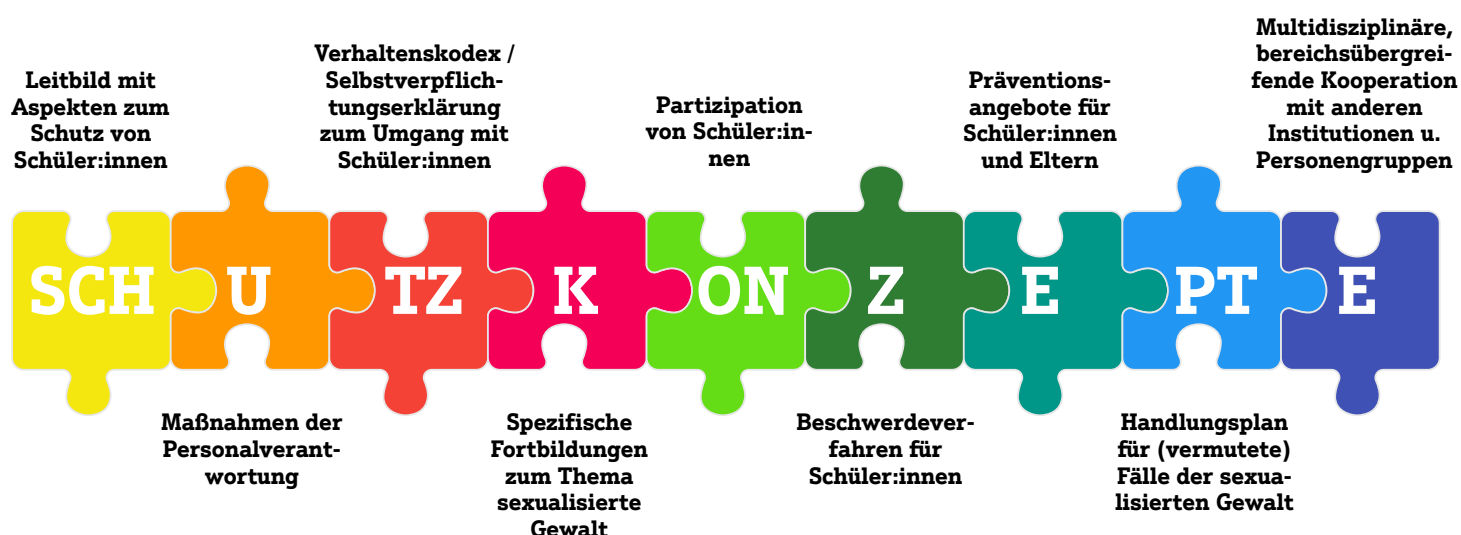 Leitbild mit
Aspekten zum
Schutz von
Schüler:innen
Verhaltenskodex /
Selbstverpflich-
tungserklärung
zum Umgang mit
Schüler:innen
Partizipation
von Schüler:in-
nen
Präventions-
angebote für
Schüler:innen
und Eltern
Multidisziplinäre,
bereichsübergrei-
fende Kooperation
mit anderen
Institutionen u.
Personengruppen
SCH U TZ K ON Z E PT E
Maßnahmen der
Personalverant-
wortung
Spezifische
Fortbildungen
zum Thema
sexualisierte
Gewalt
Beschwerdever-
fahren für
Schüler:innen
Handlungsplan
für (vermutete)
Fälle der sexua-
lisierten Gewalt